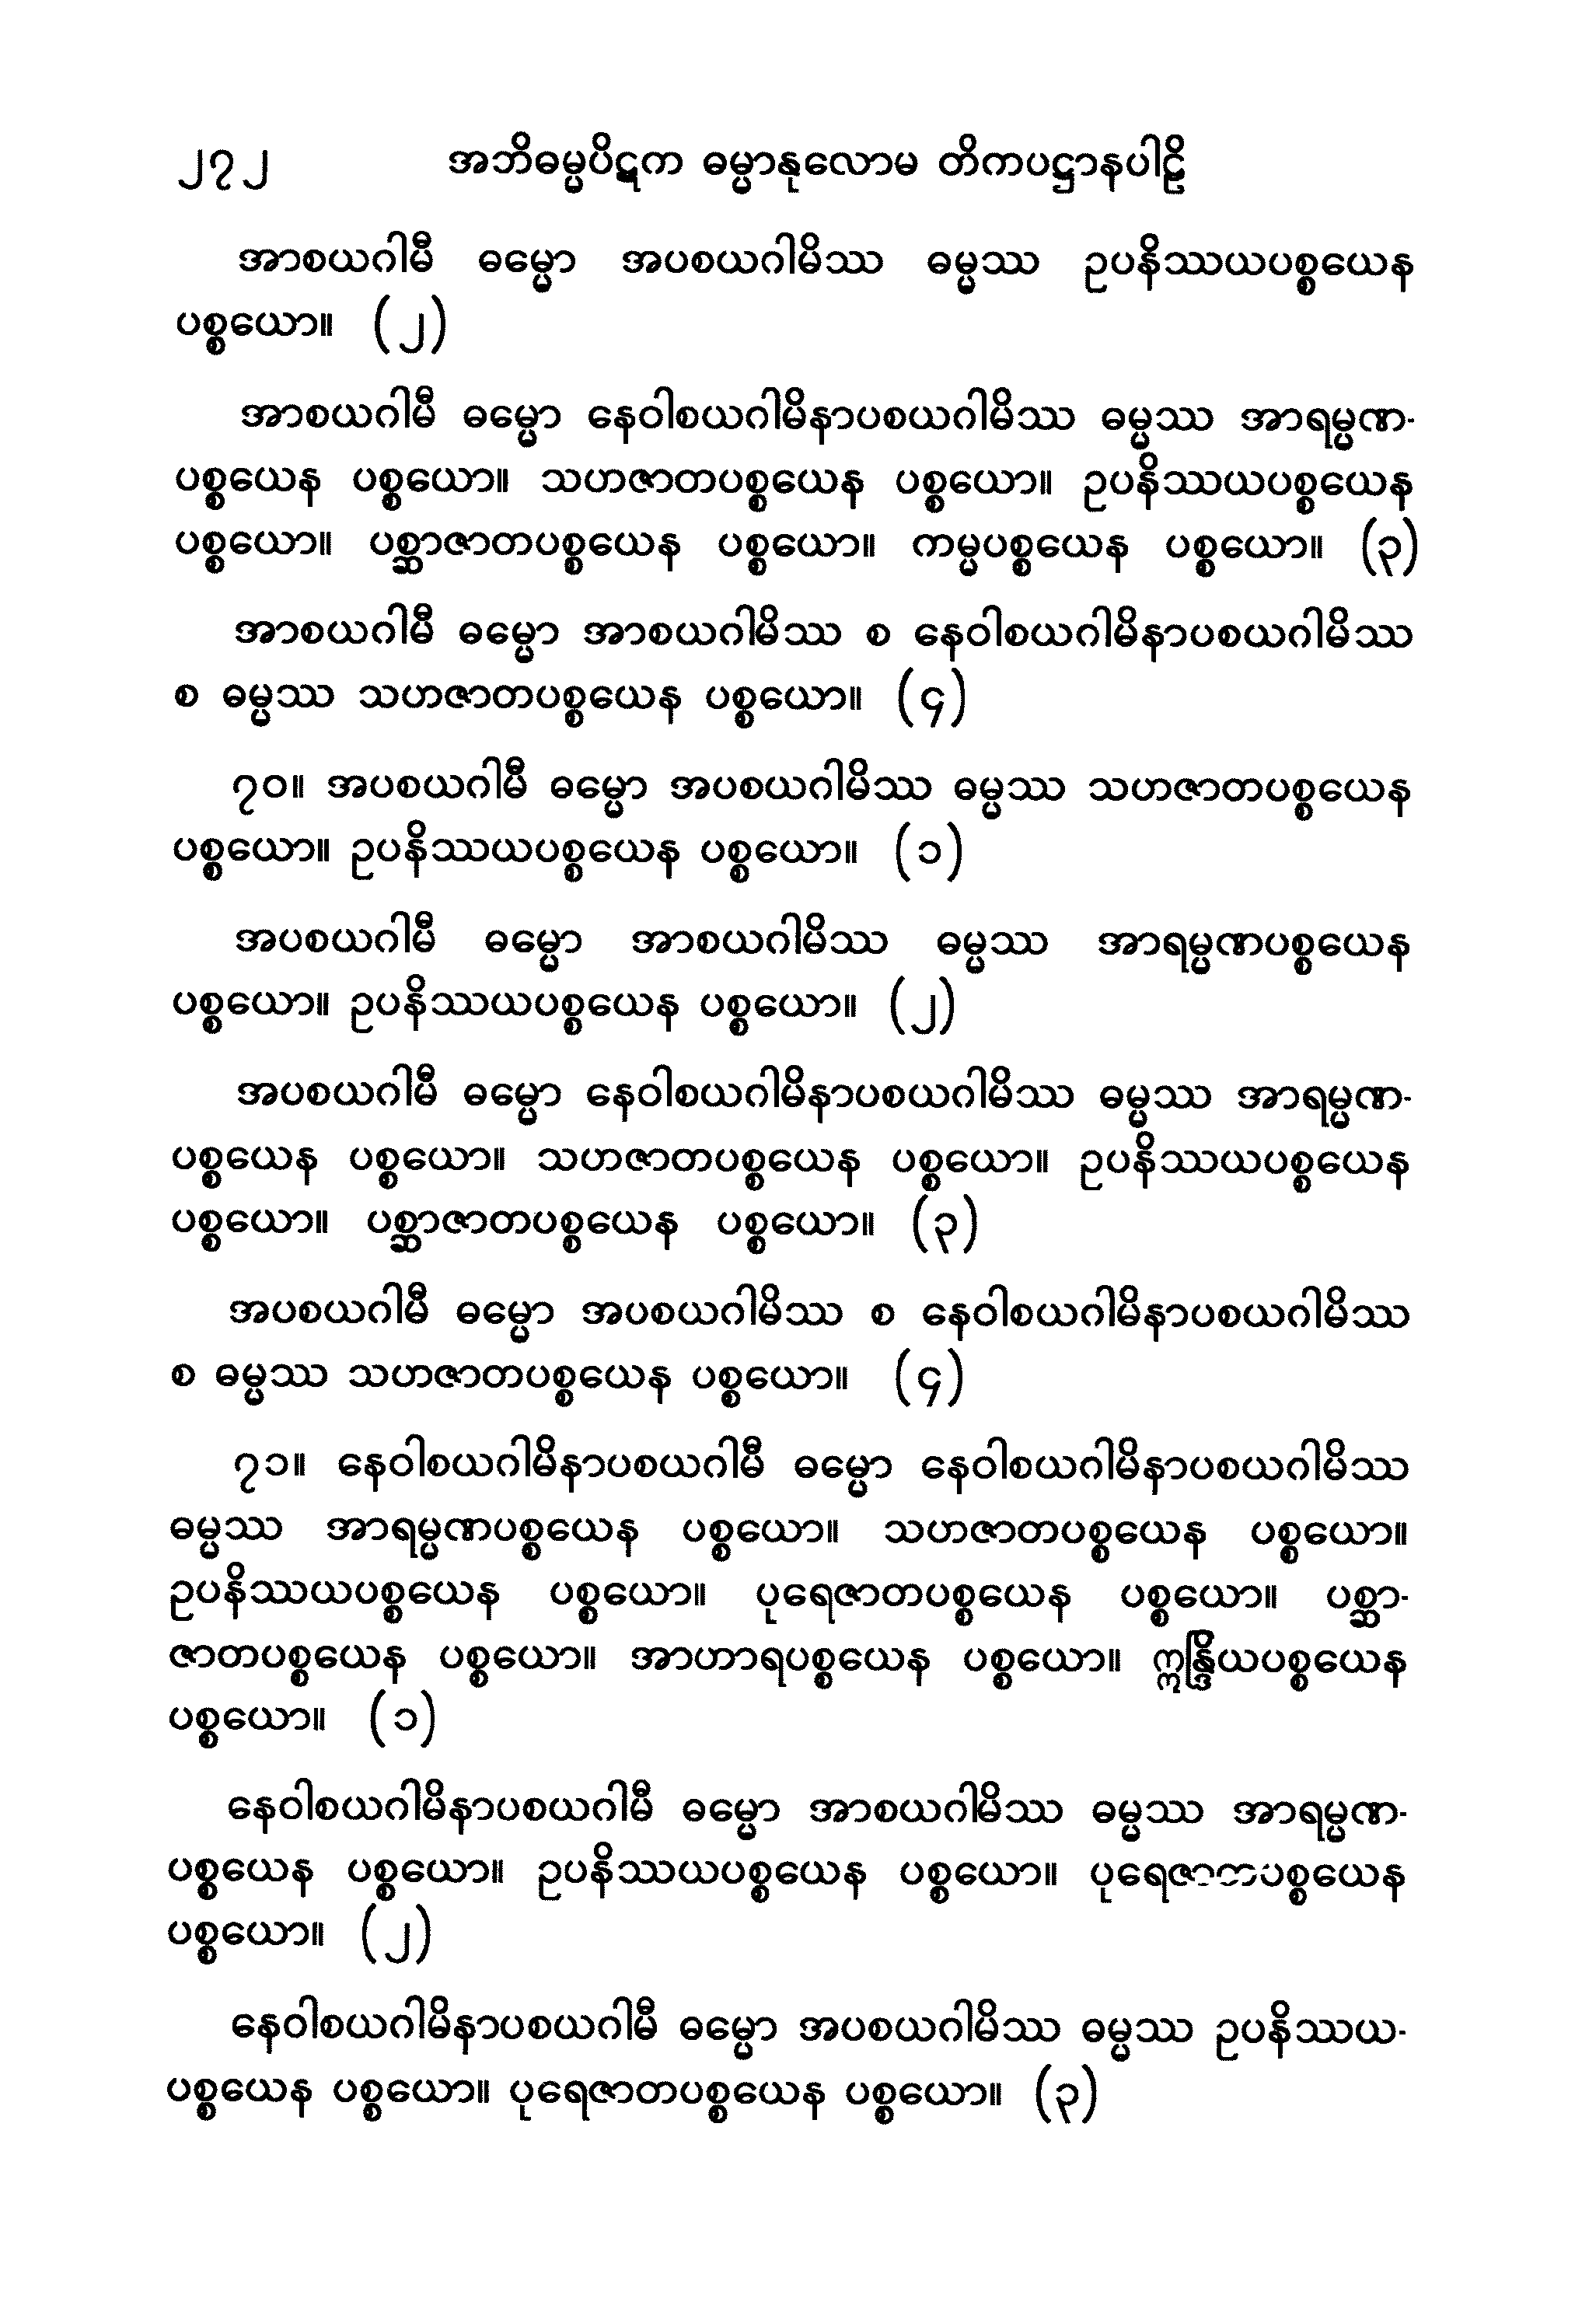 ၂၇၂ အဘိဓမ္မပိဋက ဓမ္မာနုလောမ တိကပဋ္ဌာနပါဠိ
အာစယဂါမီ ဓမ္မော အပစယဂါမိဿ ဓမ္မဿ ဥပနိဿယပစ္စယေန
ပစ္စယော။ (၂)
အာစယဂါမီ ဓမ္မော နေဝါစယဂါမိနာပစယဂါမိဿ ဓမ္မဿ အာရမ္မဏ-
ပစ္စယေန ပစ္စယော။ သဟဇာတပစ္စယေန ပစ္စယော။ ဥပနိဿယပစ္စယေန
ပစ္စယော။ ပစ္ဆာဇာတပစ္စယေန ပစ္စယော။ ကမ္မပစ္စယေန ပစ္စယော။ (၃)
အာစယဂါမီ ဓမ္မော အာစယဂါမိဿ စ နေဝါစယဂါမိနာပစယဂါမိဿ
စ ဓမ္မဿ သဟဇာတပစ္စယေန ပစ္စယော။ (၄)
၇၀။ အပစယဂါမီ ဓမ္မော အပစယဂါမိဿ ဓမ္မဿ သဟဇာတပစ္စယေန
ပစ္စယော။ ဥပနိဿယပစ္စယေန ပစ္စယော။ (၁)
အပစယဂါမီ ဓမ္မော အာစယဂါမိဿ ဓမ္မဿ အာရမ္မဏပစ္စယေန
ပစ္စယော။ ဥပနိဿယပစ္စယေန ပစ္စယော။ (၂)
အပစယဂါမီ ဓမ္မော နေဝါစယဂါမိနာပစယဂါမိဿ ဓမ္မဿ အာရမ္မဏ-
ပစ္စယေန ပစ္စယော။ သဟဇာတပစ္စယေန ပစ္စယော။ ဥပနိဿယပစ္စယေန
ပစ္စယော။ ပစ္ဆာဇာတပစ္စယေန ပစ္စယော။ (၃)
အပစယဂါမီ ဓမ္မော အပစယဂါမိဿ စ နေဝါစယဂါမိနာပစယဂါမိဿ
စ ဓမ္မဿ သဟဇာတပစ္စယေန ပစ္စယော။ (၄)
၇၁။ နေဝါစယဂါမိနာပစယဂါမီ ဓမ္မော နေဝါစယဂါမိနာပစယဂါမိဿ
ဓမ္မဿ အာရမ္မဏပစ္စယေန ပစ္စယော။ သဟဇာတပစ္စယေန ပစ္စယော။
ဥပနိဿယပစ္စယေန ပစ္စယော။ ပုရေဇာတပစ္စယေန ပစ္စယော။ ပစ္ဆာ-
ဇာတပစ္စယေန ပစ္စယော။ အာဟာရပစ္စယေန ပစ္စယော။ ဣန္ဒြိယပစ္စယေန
ပစ္စယော။ (၁)
နေဝါစယဂါမိနာပစယဂါမီ ဓမ္မော အာစယဂါမိဿ ဓမ္မဿ အာရမ္မဏ-
ပစ္စယေန ပစ္စယော။ ဥပနိဿယပစ္စယေန ပစ္စယော။ ပုရေဇာတပစ္စယေန
ပစ္စယော။ (၂)
နေဝါစယဂါမိနာပစယဂါမီ ဓမ္မော အပစယဂါမိဿ ဓမ္မဿ ဥပနိဿယ-
ပစ္စယေန ပစ္စယော။ ပုရေဇာတပစ္စယေန ပစ္စယော။ (၃)